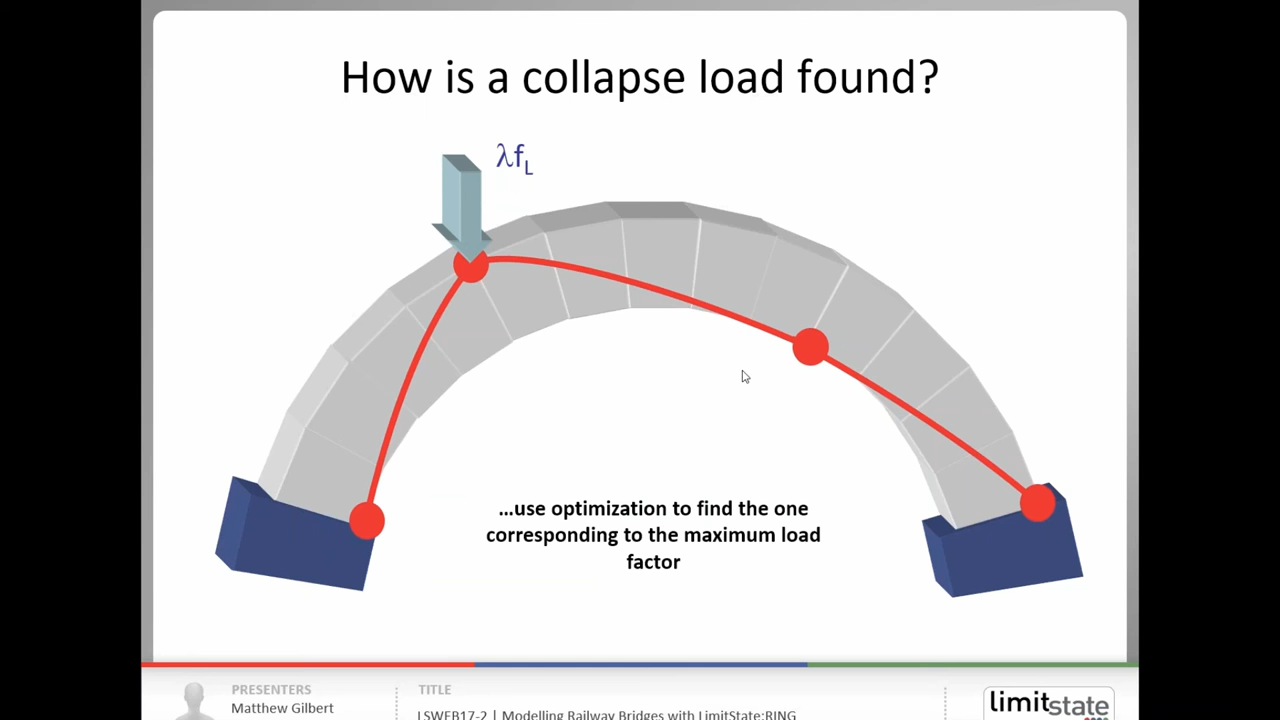 How is a collapse load found?
λfL
...use optimization to find the one
corresponding to the maximum load
factor
PRESENTERS
Matthew Gilbert
TITLE
LSWEB17-2 | Modelling Railway Bridges with LimitState:RING
limitstate